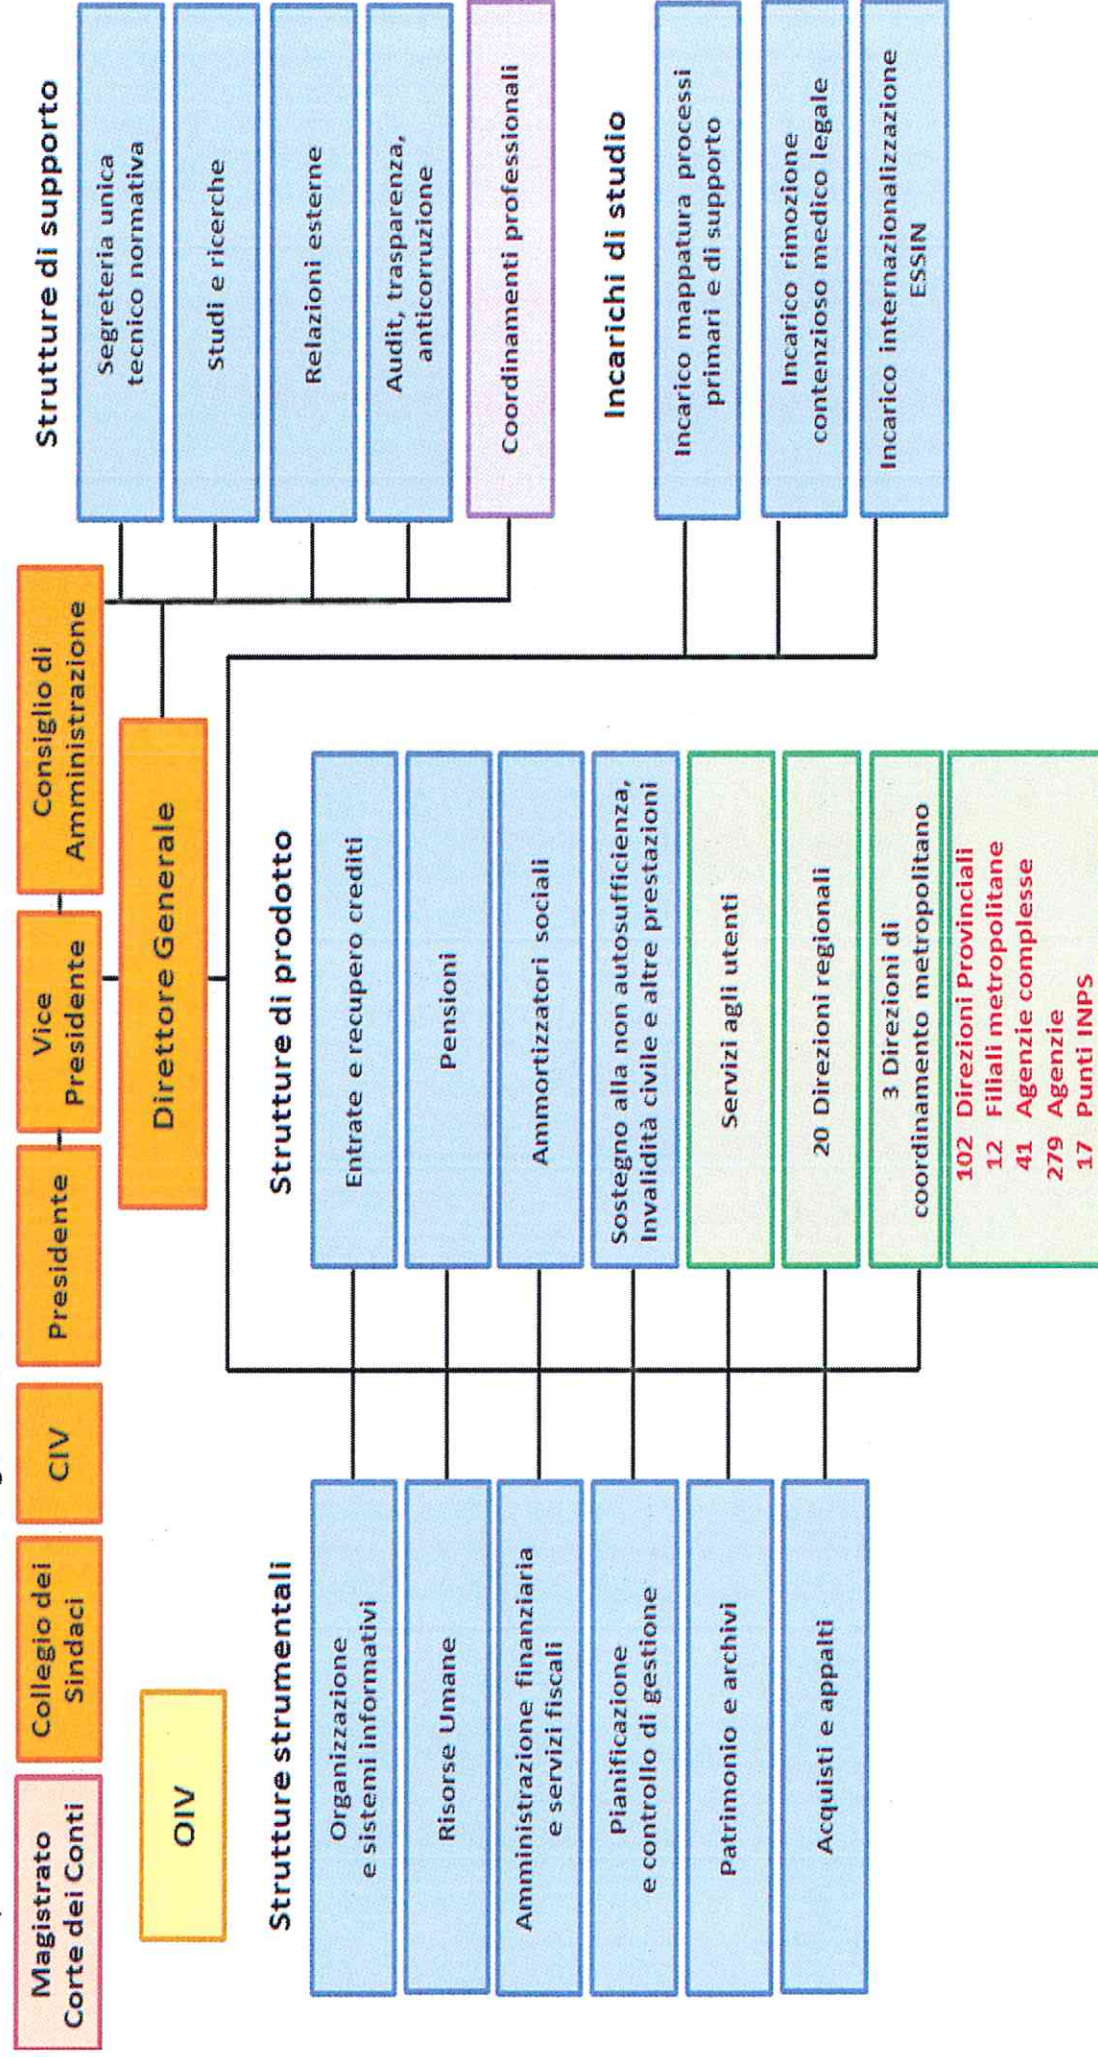 Magistrato
Corte dei Conti
Collegio dei
Sindaci
CIV
Presidente
Vice
Presidente
Consiglio di
Amministrazione
OIV
Direttore Generale
Strutture strumentali
Organizzazione
e sistemi informativi
Risorse Umane
Amministrazione finanziaria
e servizi fiscali
Pianificazione
e controllo di gestione
Patrimonio e archivi
Acquisti e appalti
Strutture di prodotto
Entrate e recupero crediti
Pensioni
Ammortizzatori sociali
Sostegno alla non autosufficienza,
Invalidità civile e altre prestazioni
Servizi agli utenti
20 Direzioni regionali
3 Direzioni di
coordinamento metropolitano
102 Direzioni Provinciali
12 Filiali metropolitane
41 Agenzie complesse
279 Agenzie
17 Punti INPS
Strutture di supporto
Segreteria unica
tecnico normativa
Studi e ricerche
Relazioni esterne
Audit, trasparenza,
anticorruzione
Coordinamenti professionali
Incarichi di studio
Incarico mappatura processi
primari e di supporto
Incarico rimozione
contenzioso medico legale
Incarico internazionalizzazione
ESSIN